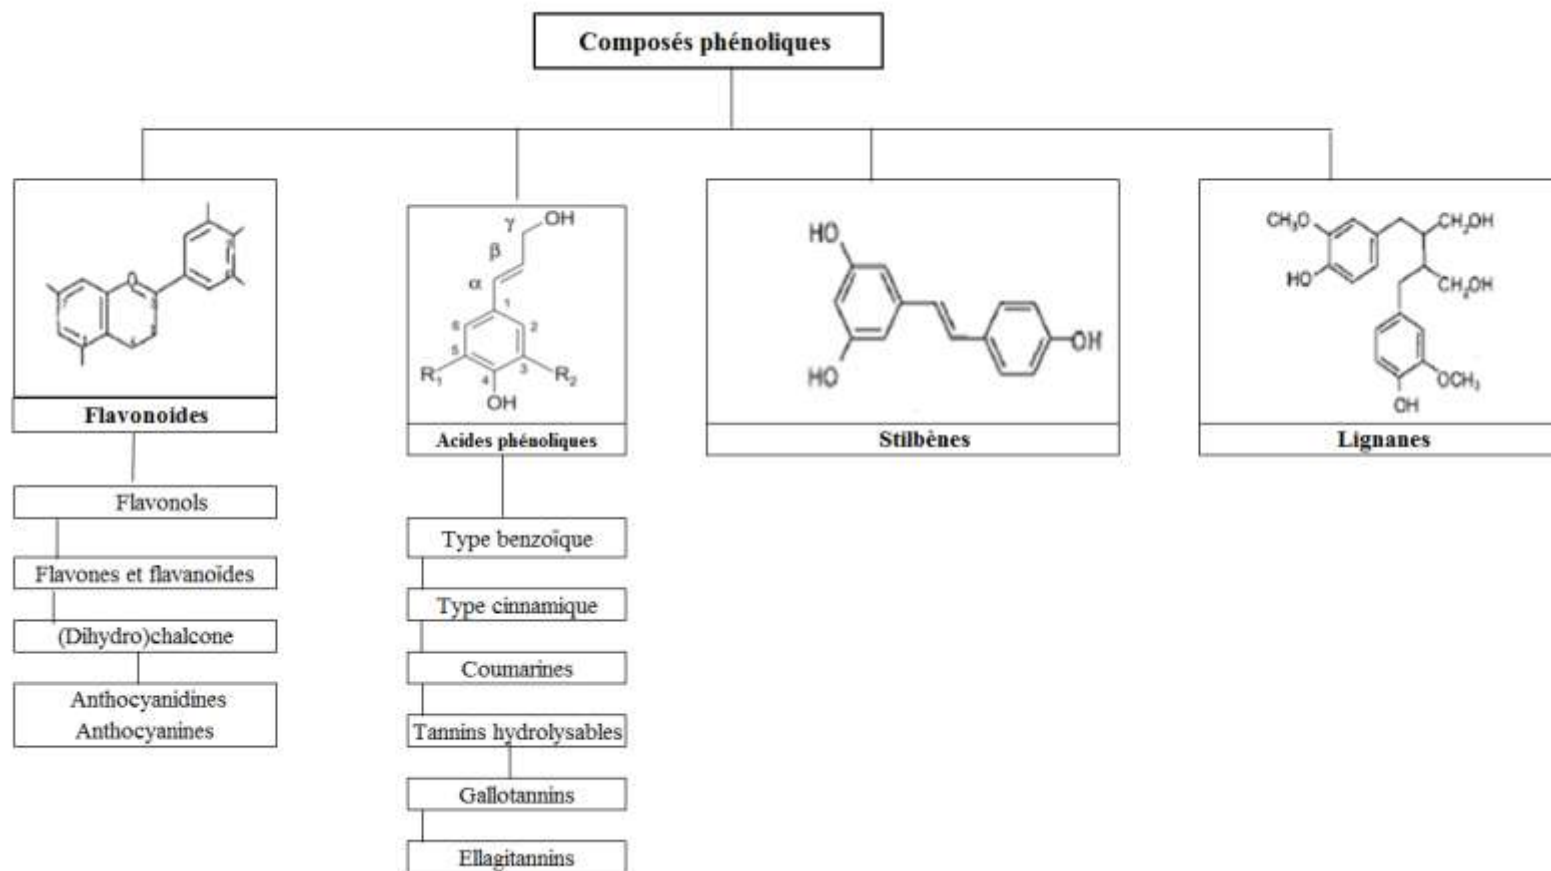 Composés phénoliques
O
Flavonoides
OH
γ
β
α
1
6
2
5
3
4
R1
R2
OH
Acides phénoliques
HO
HO
OH
Stilbènes
CH3O
HO
CH2OH
CH2OH
OCH3
OH
Lignanes
Flavonols
Flavones et flavanoïdes
(Dihydro)chalcone
Anthocyanidines
Anthocyanines
Type benzoïque
Type cinnamique
Coumarines
Tannins hydrolysables
Gallotannins
Ellagitannins